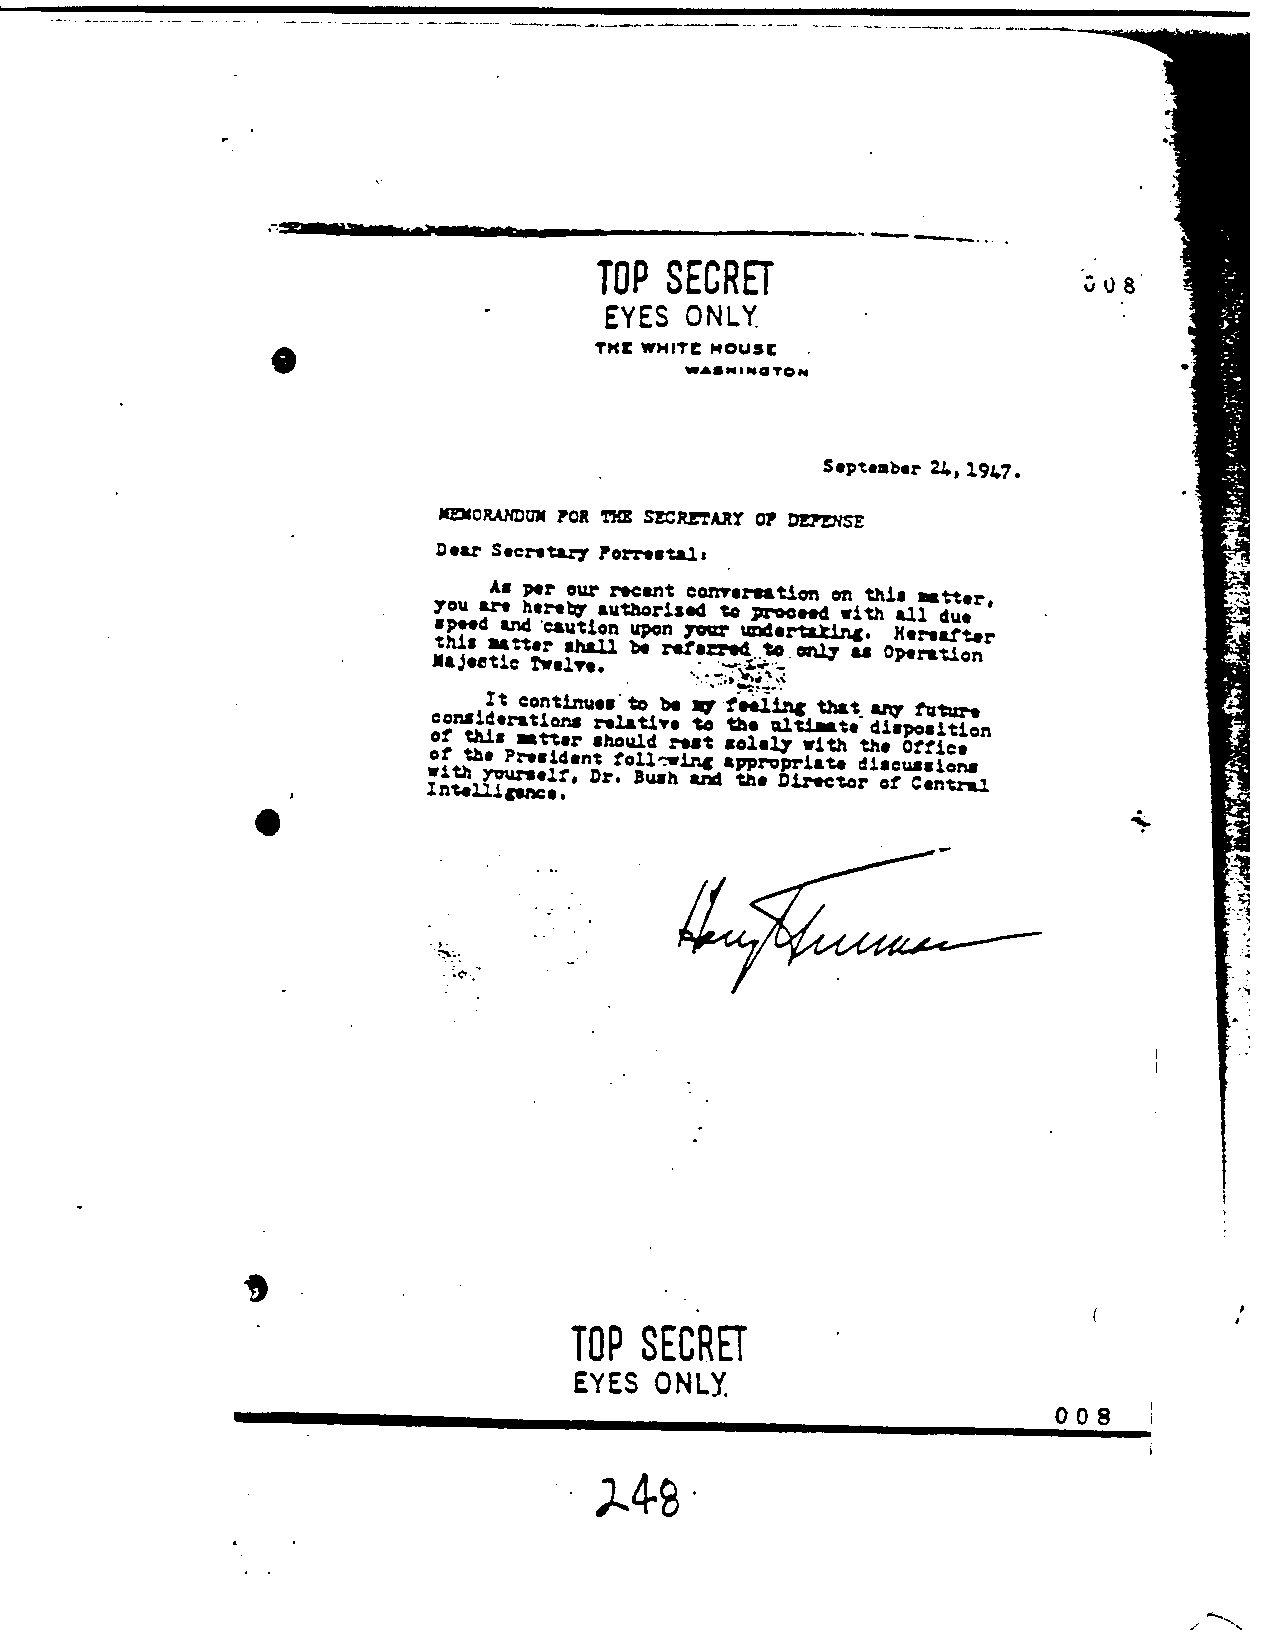 TOP SECRET
EYES ONLY
008
THE WHITE HOUSE
WASHINGTON
September 24, 1947.
MEMORANDUM FOR THE SECRETARY OF DEFENSE
Dear Secretary Forrestal:
As per our recent conversation on this matter,
you are hereby authorized to proceed with all due
speed and caution upon your undertaking. Hereafter
this matter shall be referred to only as Operation
Majestic Twelve.
It continues to be my feeling that any future
considerations relative to the ultimate disposition
of this matter should rest solely with the Office
of the President following appropriate discussions
with yourself, Dr. Bush and the Director of Central
Intelligence.
Harry Truman
TOP SECRET
EYES ONLY
008
248